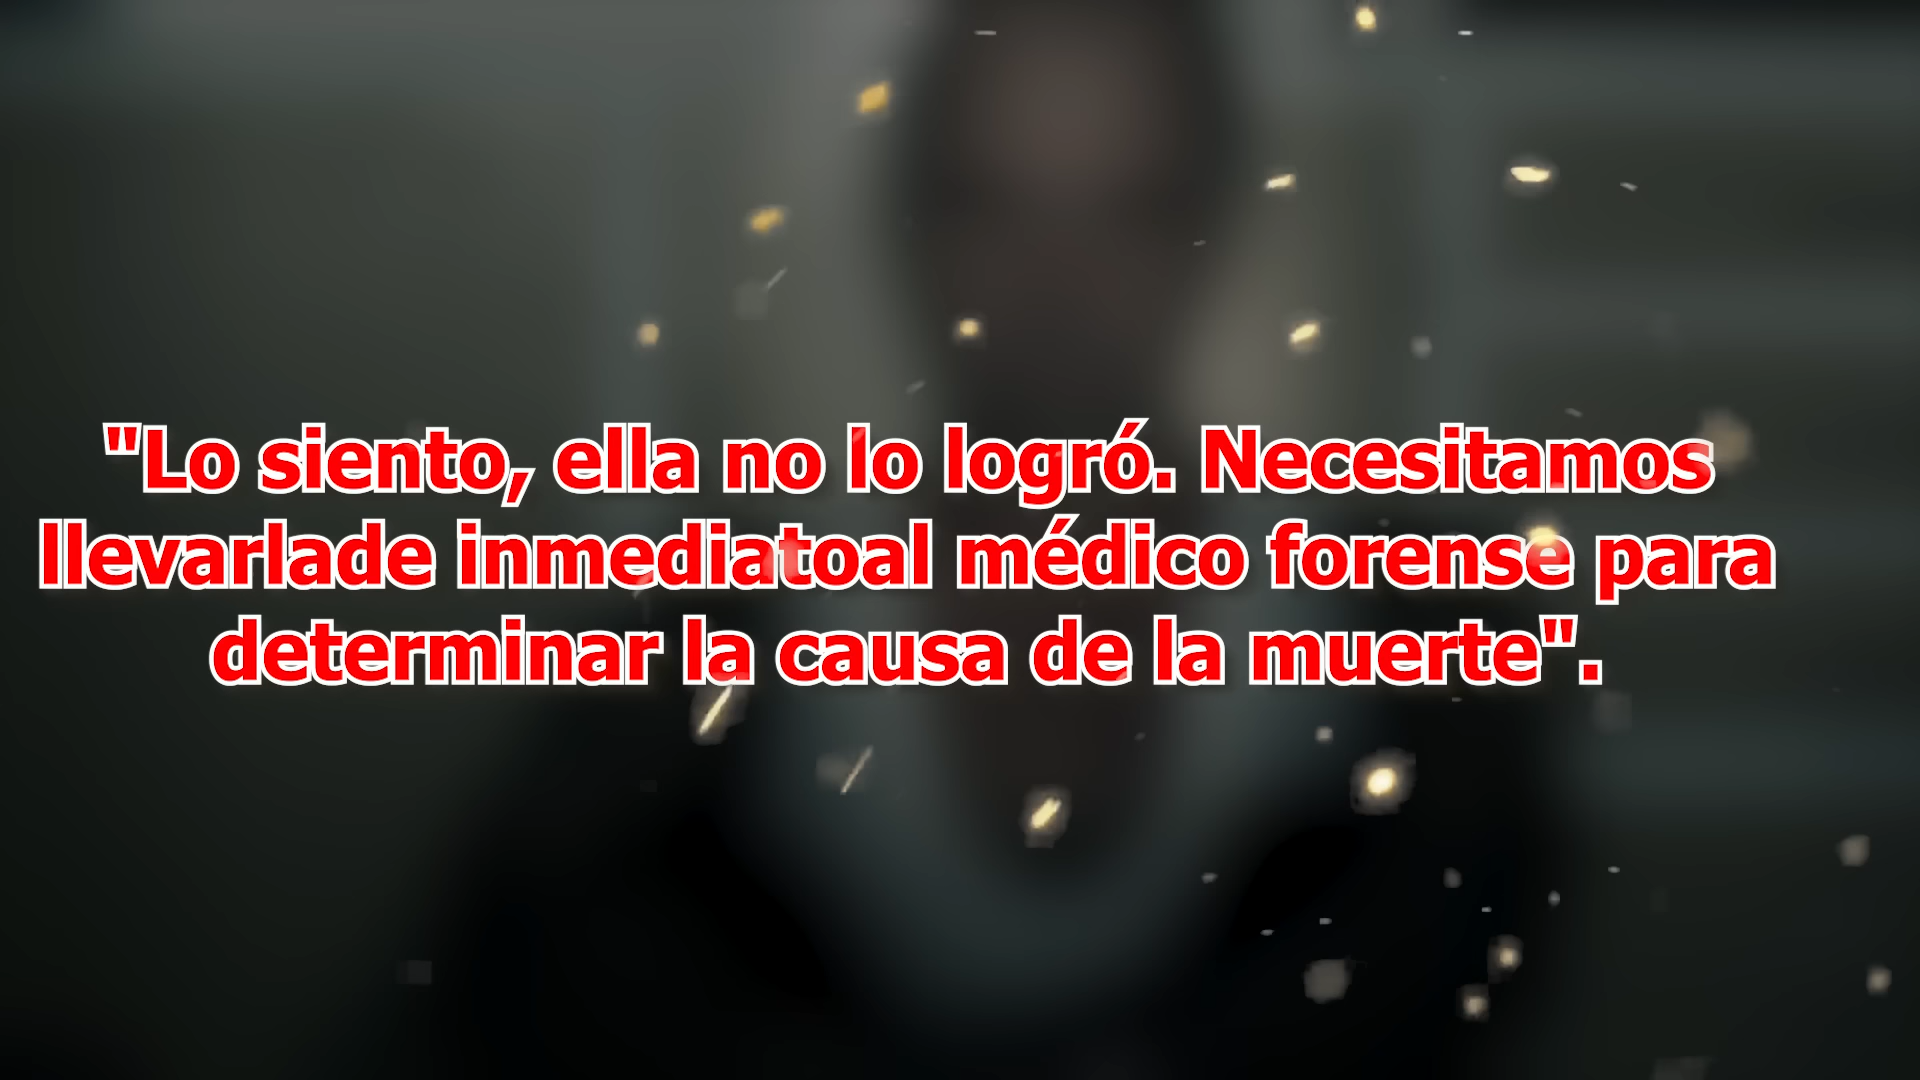 "Lo siento, ella no lo logró. Necesitamos
llevarlade inmediatoal médico forense para
determinar la causa de la muerte".